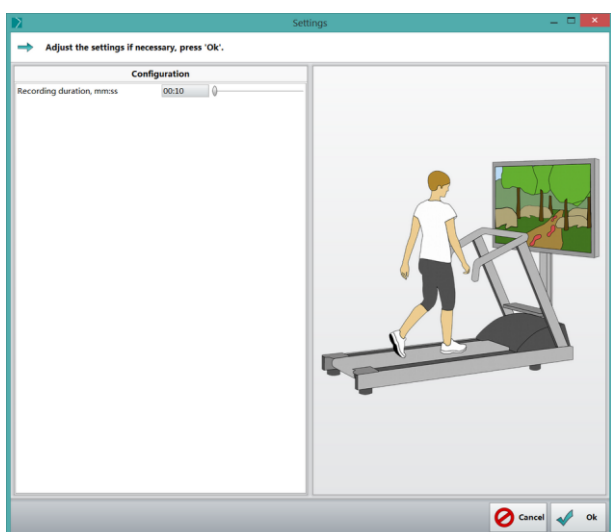 Settings
Adjust the settings if necessary, press 'Ok'.
Configuration
Recording duration, mm:ss 00:10
Cancel Ok